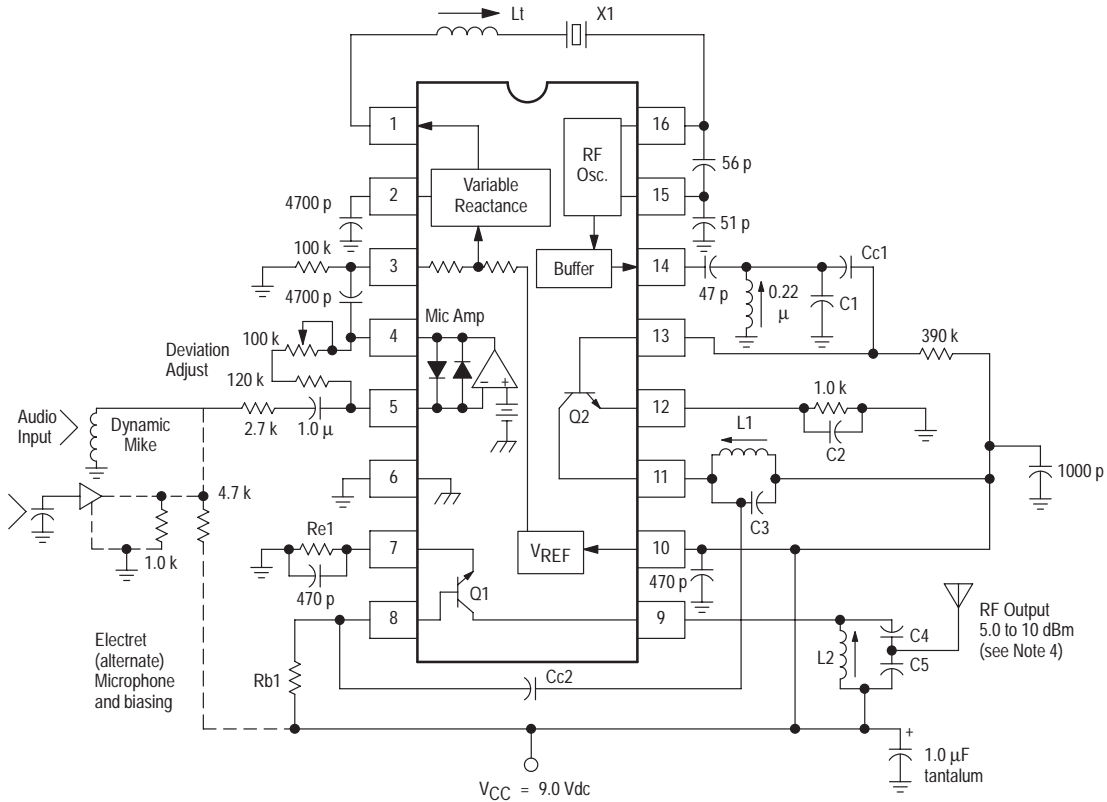 Lt
X1
1
16
RF
Osc.
56 p
Variable
Reactance
2
15
4700 p
51 p
100 k
3
Buffer
14
Cc1
47 p
0.22
μ
C1
4700 p
Mic Amp
100 k
4
13
390 k
Deviation
Adjust
120 k
– +
1.0 k
5
Q2
12
Audio
Input
Dynamic
Mike
2.7 k
1.0 μ
L1
C2
6
11
1000 p
4.7 k
C3
Re1
7
VREF
10
1.0 k
470 p
470 p
Q1
8
9
RF Output
5.0 to 10 dBm
(see Note 4)
C4
L2
C5
Electret
(alternate)
Microphone
and biasing
Rb1
Cc2
+
1.0 μF
tantalum
VCC = 9.0 Vdc